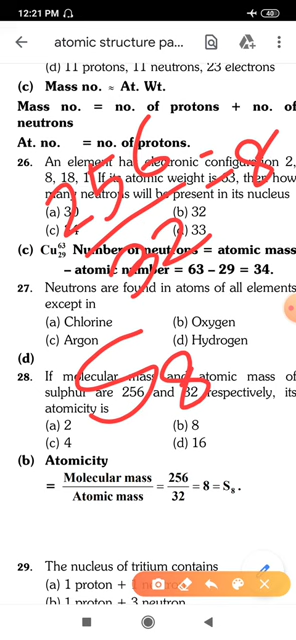 12:21 PM 40
atomic structure pa...
(d) 11 protons, 11 neutrons, 23 electrons
(c) Mass no. ≈ At. Wt.
Mass no. = no. of protons + no. of
neutrons
At. no. = no. of protons.
26. An element has electronic configuration 2,
8, 18, 1. If its atomic weight is 63, then how
many neutrons will be present in its nucleus
(a) 30 (b) 32
(c) 34 (d) 33
(c) Cu⁶³₂₉ Number of neutrons = atomic mass
– atomic number = 63 – 29 = 34.
27. Neutrons are found in atoms of all elements
except in
(a) Chlorine (b) Oxygen
(c) Argon (d) Hydrogen
(d)
28. If molecular mass and atomic mass of
sulphur are 256 and 32 respectively, its
atomicity is
(a) 2 (b) 8
(c) 4 (d) 16
(b) Atomicity
= Molecular mass / Atomic mass = 256 / 32 = 8 = S₈.
29. The nucleus of tritium contains
(a) 1 proton + 1
(b) 1 proton + 3 neutron
256
32
= 8
S8